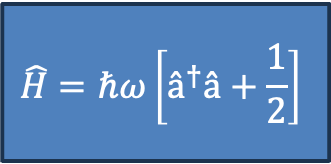 Ĥ = ℏω [â†â + 1/2]